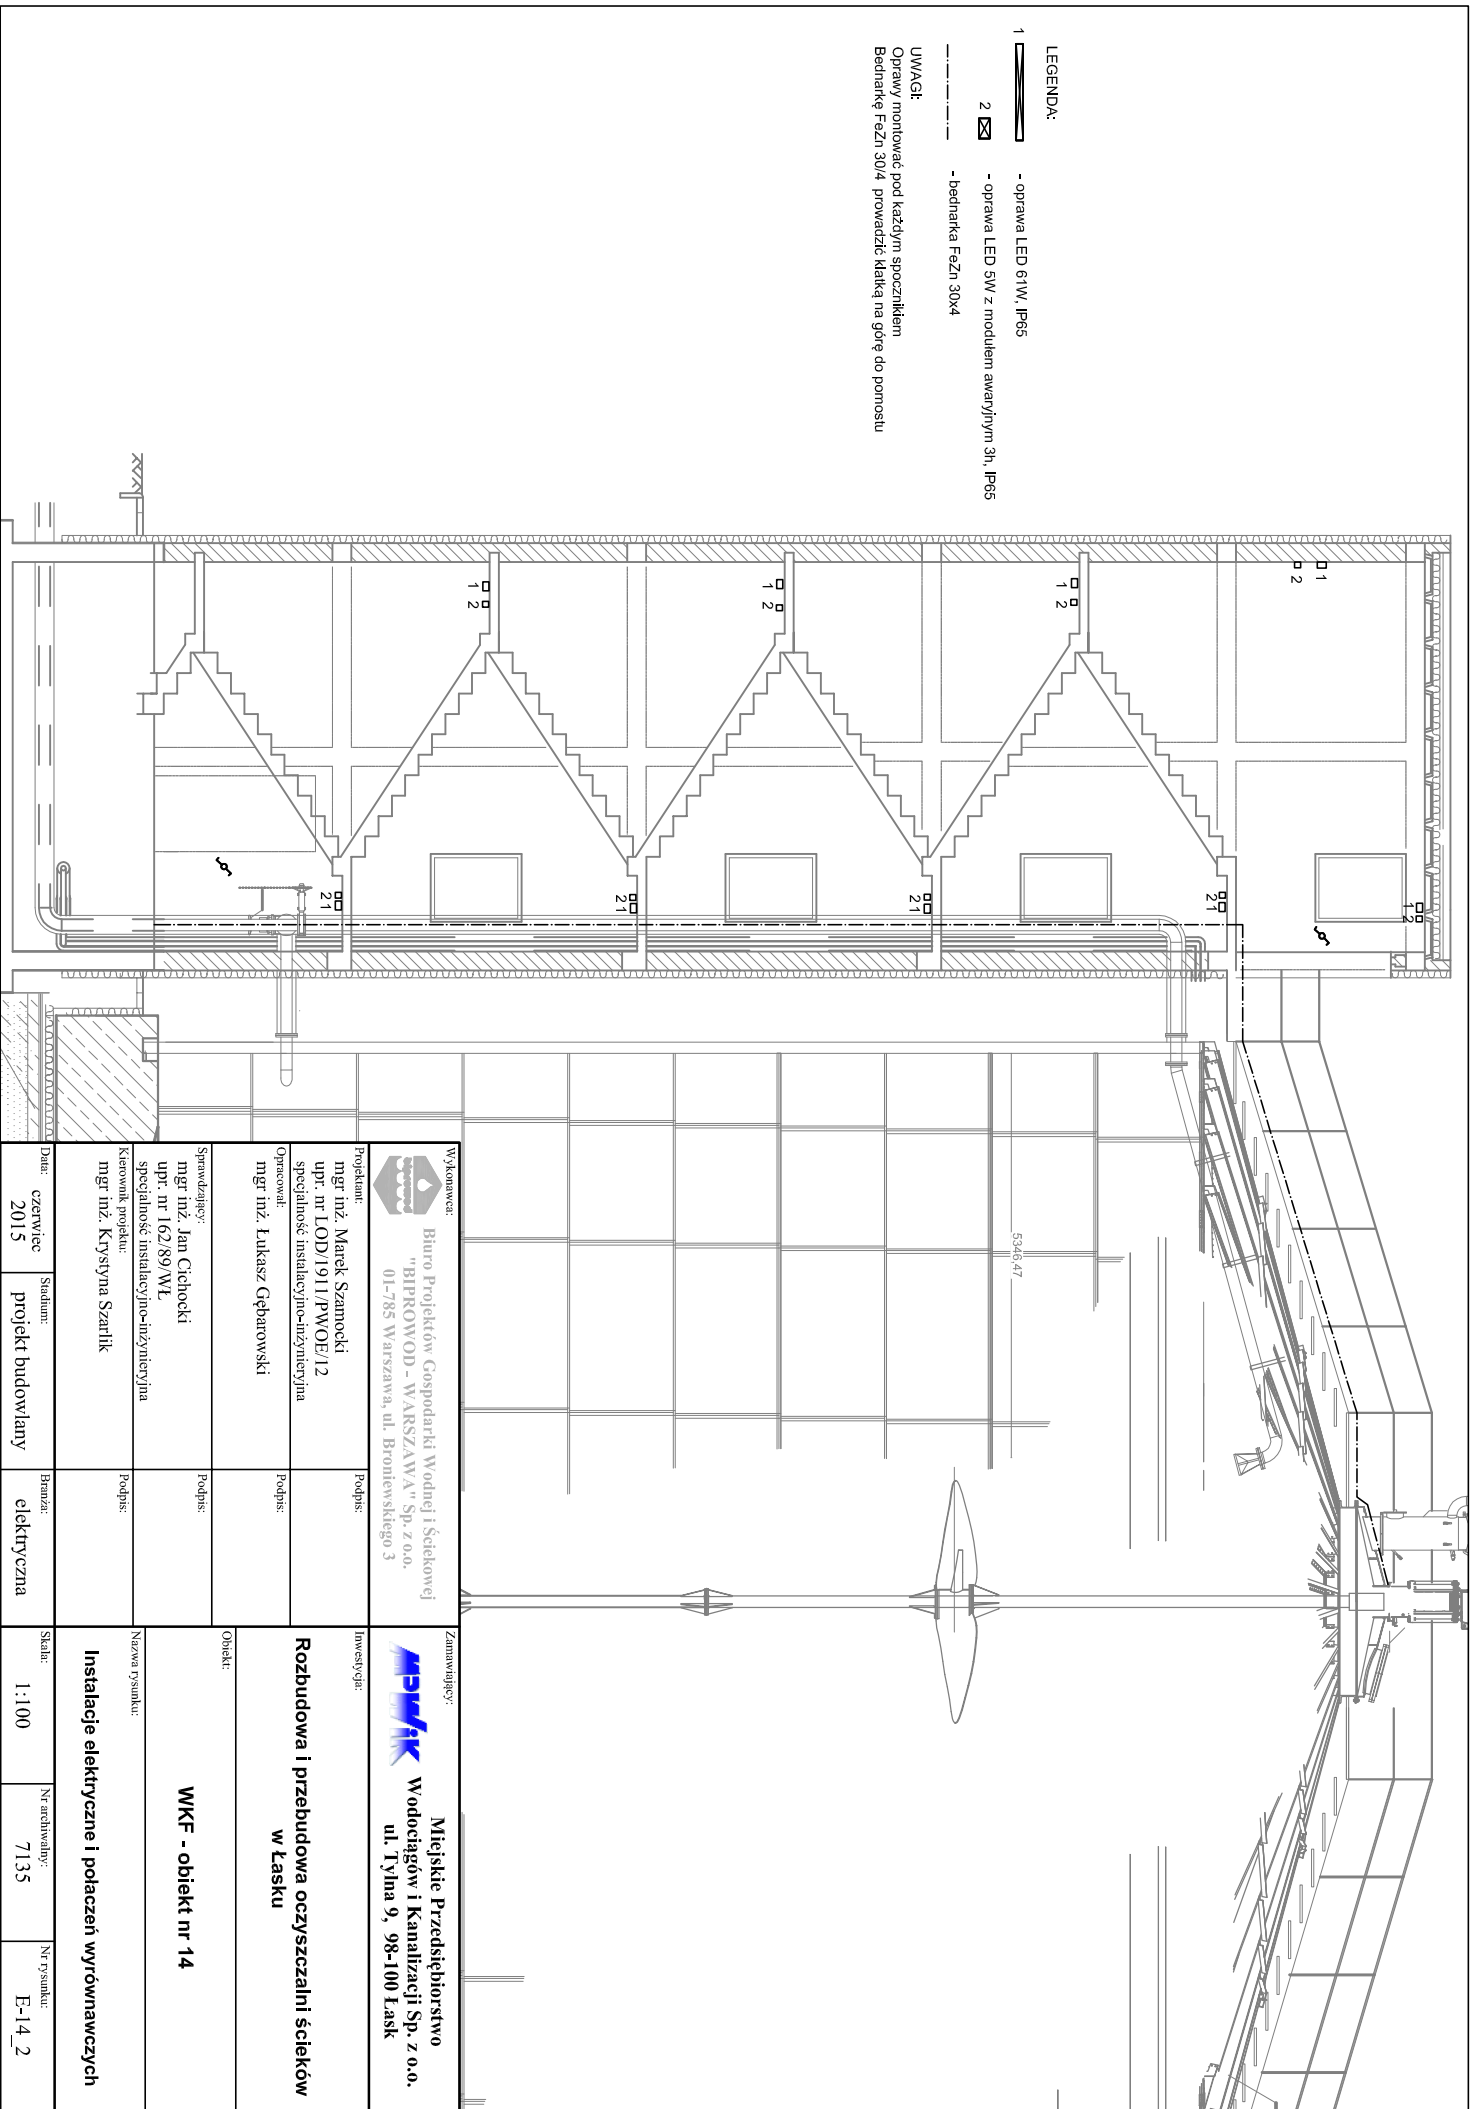 LEGENDA:
1
- oprawa LED 61W, IP65
2
- oprawa LED 5W z modułem awaryjnym 3h, IP65
- bednarka FeZn 30x4
UWAGI:
Oprawy montować pod każdym spocznikiem
Bednarkę FeZn 30/4 prowadzić klatką na górę do pomostu
1
2
1 2
1 2
1 2
1 2
2 1
2 1
2 1
2 1
5346,47
Wykonawca:
Biuro Projektów Gospodarki Wodnej i Ściekowej
"BIPROWOD - WARSZAWA" Sp. z o.o.
01-785 Warszawa, ul. Broniewskiego 3
Zamawiający:
MPWiK
Miejskie Przedsiębiorstwo
Wodociągów i Kanalizacji Sp. z o.o.
ul. Tylna 9, 98-100 Łask
Projektant:
mgr inż. Marek Szamocki
upr. nr LOD/1911/PWOE/12
specjalność instalacyjno-inżynieryjna
Podpis:
Opracował:
mgr inż. Łukasz Gębarowski
Podpis:
Sprawdzający:
mgr inż. Jan Cichocki
upr. nr 162/89/WŁ
specjalność instalacyjno-inżynieryjna
Podpis:
Kierownik projektu:
mgr inż. Krystyna Szarlik
Podpis:
Inwestycja:
Rozbudowa i przebudowa oczyszczalni ścieków
w Łasku
Obiekt:
WKF - obiekt nr 14
Nazwa rysunku:
Instalacje elektryczne i połaczeń wyrównawczych
Data:
czerwiec
2015
Stadium:
projekt budowlany
Branża:
elektryczna
Skala:
1:100
Nr archiwalny:
7135
Nr rysunku:
E-14_2